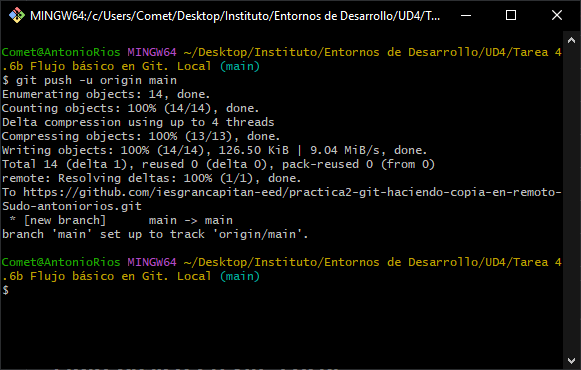 MINGW64:/c/Users/Comet/Desktop/Instituto/Entornos de Desarrollo/UD4/T...
Comet@AntonioRios MINGW64 ~/Desktop/Instituto/Entornos de Desarrollo/UD4/Tarea 4
.6b Flujo básico en Git. Local (main)
$ git push -u origin main
Enumerating objects: 14, done.
Counting objects: 100% (14/14), done.
Delta compression using up to 4 threads
Compressing objects: 100% (13/13), done.
Writing objects: 100% (14/14), 126.50 KiB | 9.04 MiB/s, done.
Total 14 (delta 1), reused 0 (delta 0), pack-reused 0 (from 0)
remote: Resolving deltas: 100% (1/1), done.
To https://github.com/iesgrancapitan-eed/practica2-git-haciendo-copia-en-remoto-
Sudo-antoniorios.git
 * [new branch]      main -> main
branch 'main' set up to track 'origin/main'.
Comet@AntonioRios MINGW64 ~/Desktop/Instituto/Entornos de Desarrollo/UD4/Tarea 4
.6b Flujo básico en Git. Local (main)
$